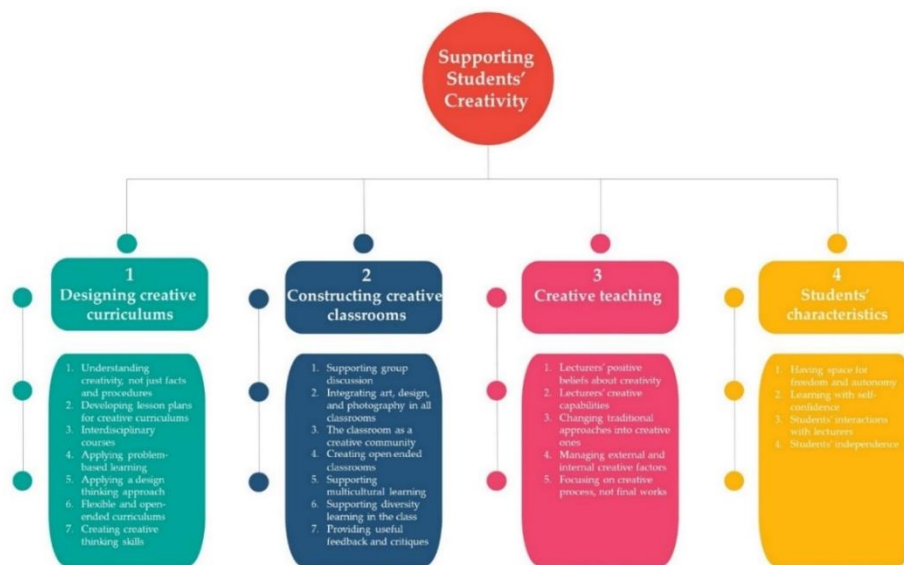 Supporting
Students'
Creativity
1
Designing creative
curriculums
1. Understanding
creativity, not just facts
and procedures
2. Developing lesson plans
for creative curriculums
3. Interdisciplinary
courses
4. Applying problem-
based learning
5. Applying a design
thinking approach
6. Flexible and open-
ended curriculums
7. Creating creative
thinking skills
2
Constructing creative
classrooms
1. Supporting group
discussion
2. Integrating art, design,
and photography in all
classrooms
3. The classroom as a
creative community
4. Creating open-ended
classrooms
5. Supporting
multicultural learning
6. Supporting diversity
learning in the class
7. Providing useful
feedback and critiques
3
Creative teaching
1. Lecturers' positive
beliefs about creativity
2. Lecturers' creative
capabilities
3. Changing traditional
approaches into creative
ones
4. Managing external and
internal creative factors
5. Focusing on creative
process, not final works
4
Students'
characteristics
1. Having space for
freedom and autonomy
2. Learning with self-
confidence
3. Students' interactions
with lecturers
4. Students' independence